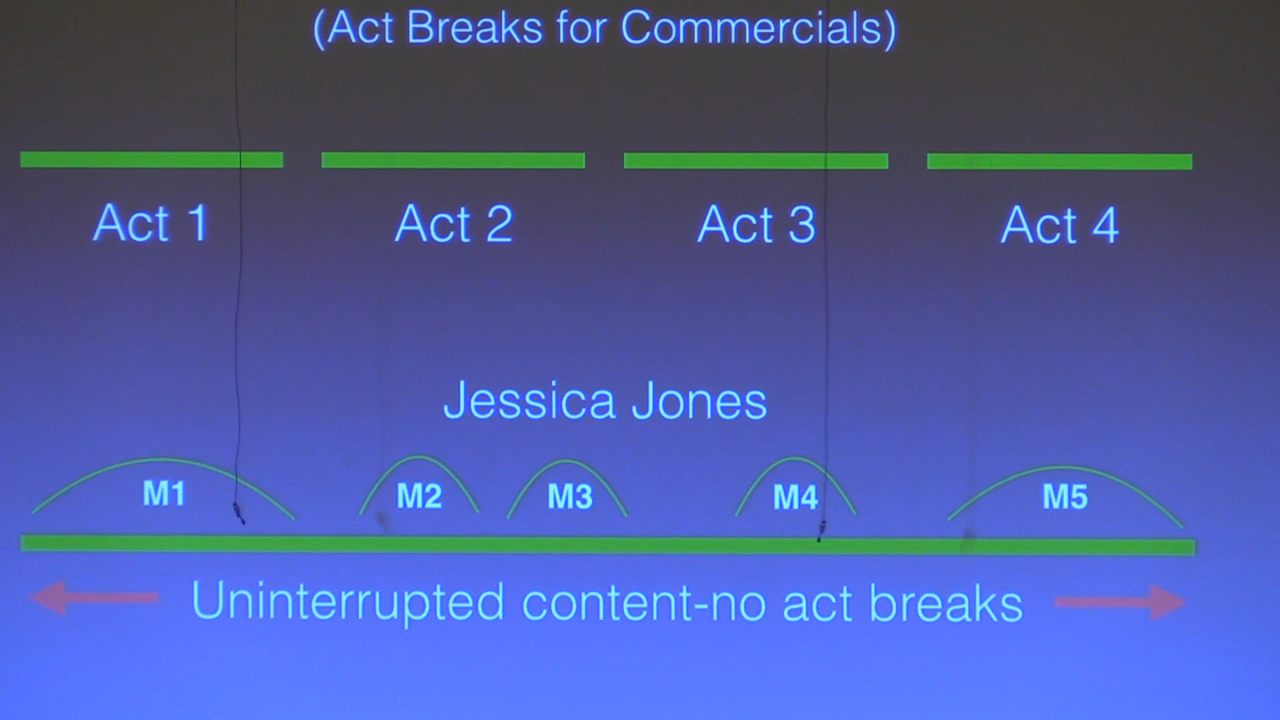 (Act Breaks for Commercials)
Act 1 Act 2 Act 3 Act 4
Jessica Jones
M1 M2 M3 M4 M5
Uninterrupted content-no act breaks